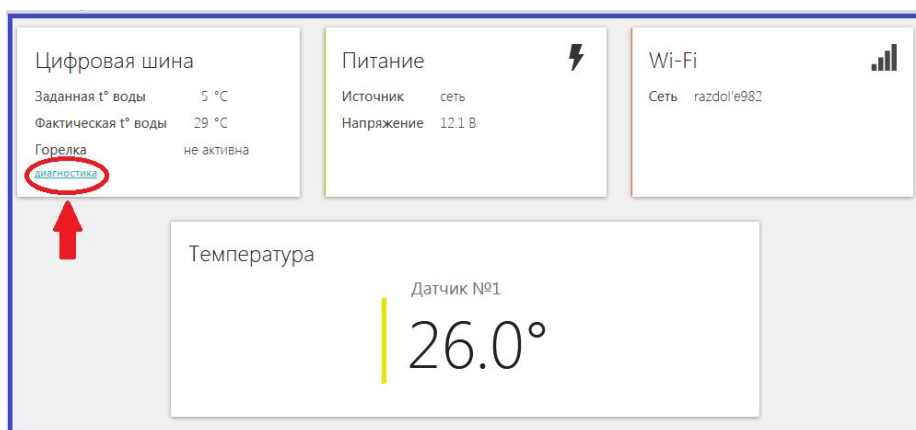 Цифровая шина
Заданная t° воды 5 °C
Фактическая t° воды 29 °C
Горелка не активна
диагностика
Питание
Источник сеть
Напряжение 12.1 В
Wi-Fi
Сеть razdol'e982
Температура
Датчик №1
26.0°